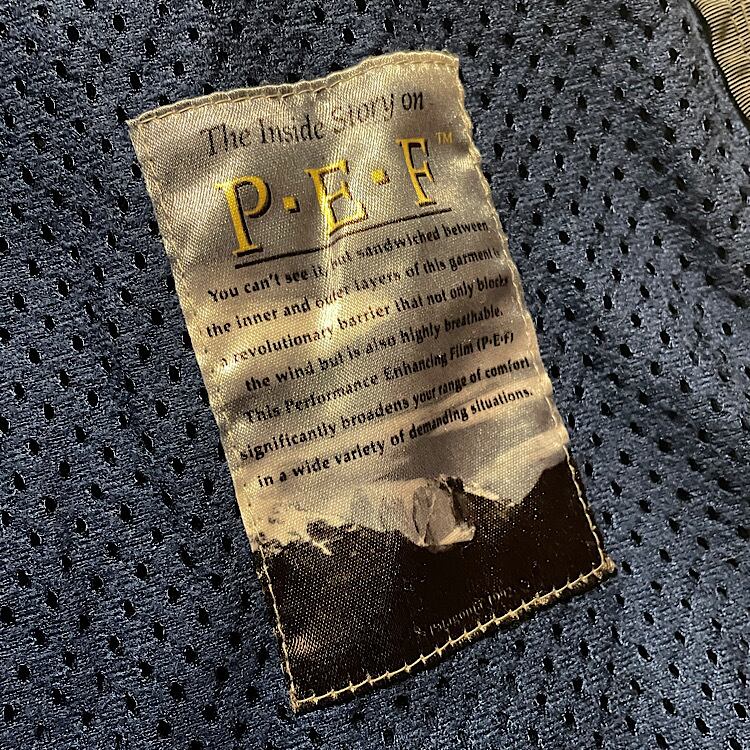 The Inside Story on
P·E·F™
You can't see it, but sandwiched between
the inner and outer layers of this garment is
a revolutionary barrier that not only blocks
the wind but is also highly breathable.
This Performance Enhancing Film (P·E·F)
significantly broadens your range of comfort
in a wide variety of demanding situations.
Patagonia